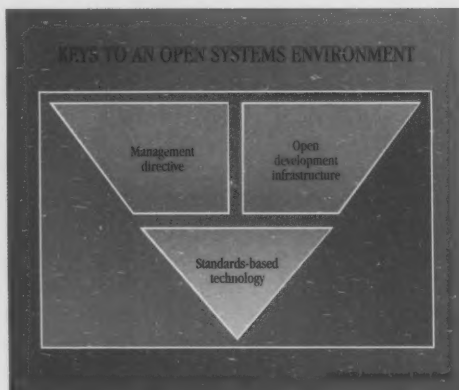 KEYS TO AN OPEN SYSTEMS ENVIRONMENT
Management
directive
Open
development
infrastructure
Standards-based
technology